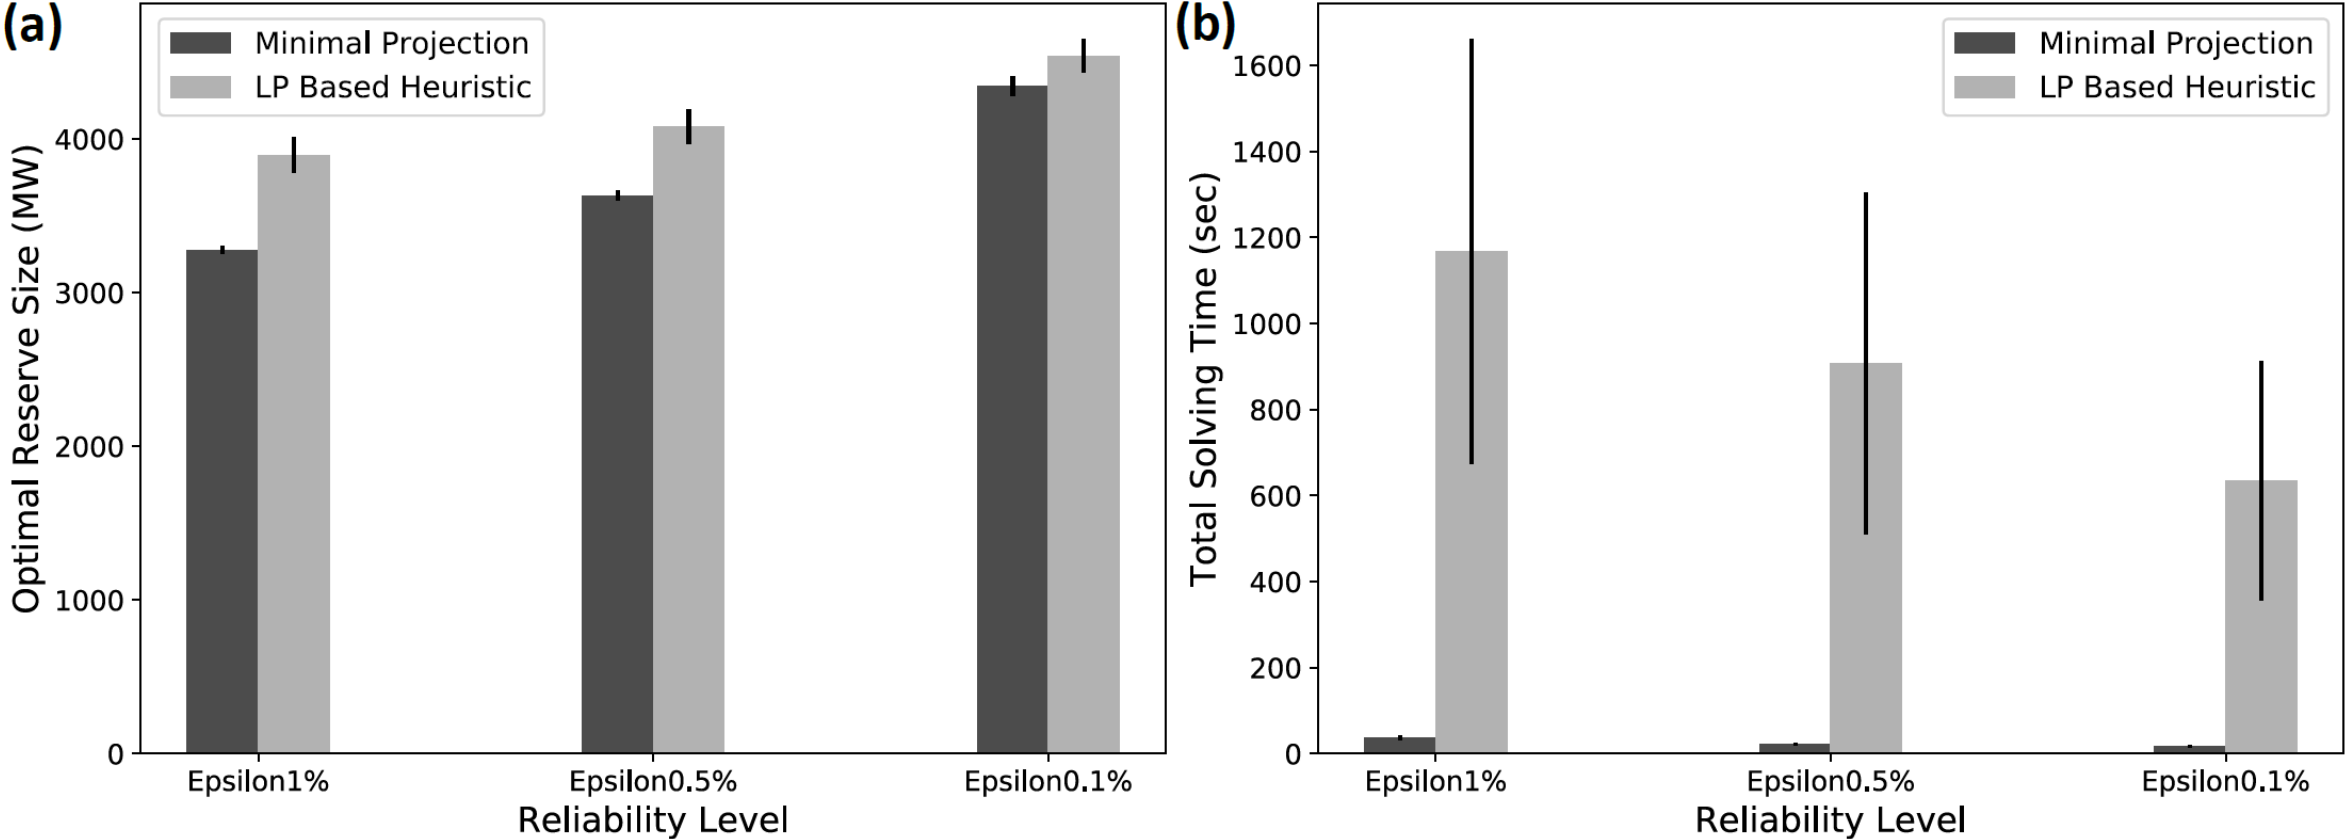 (a)
Minimal Projection
LP Based Heuristic
Optimal Reserve Size (MW)
4000
3000
2000
1000
0
Epsilon1%
Epsilon0.5%
Epsilon0.1%
Reliability Level
(b)
Minimal Projection
LP Based Heuristic
Total Solving Time (sec)
1600
1400
1200
1000
800
600
400
200
0
Epsilon1%
Epsilon0.5%
Epsilon0.1%
Reliability Level